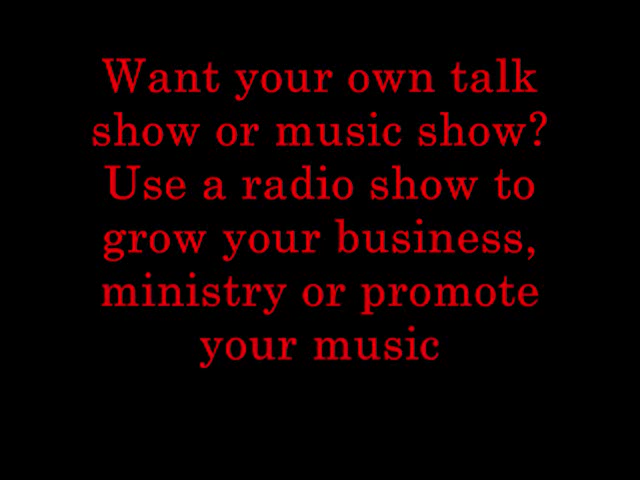 Want your own talk
show or music show?
Use a radio show to
grow your business,
ministry or promote
your music